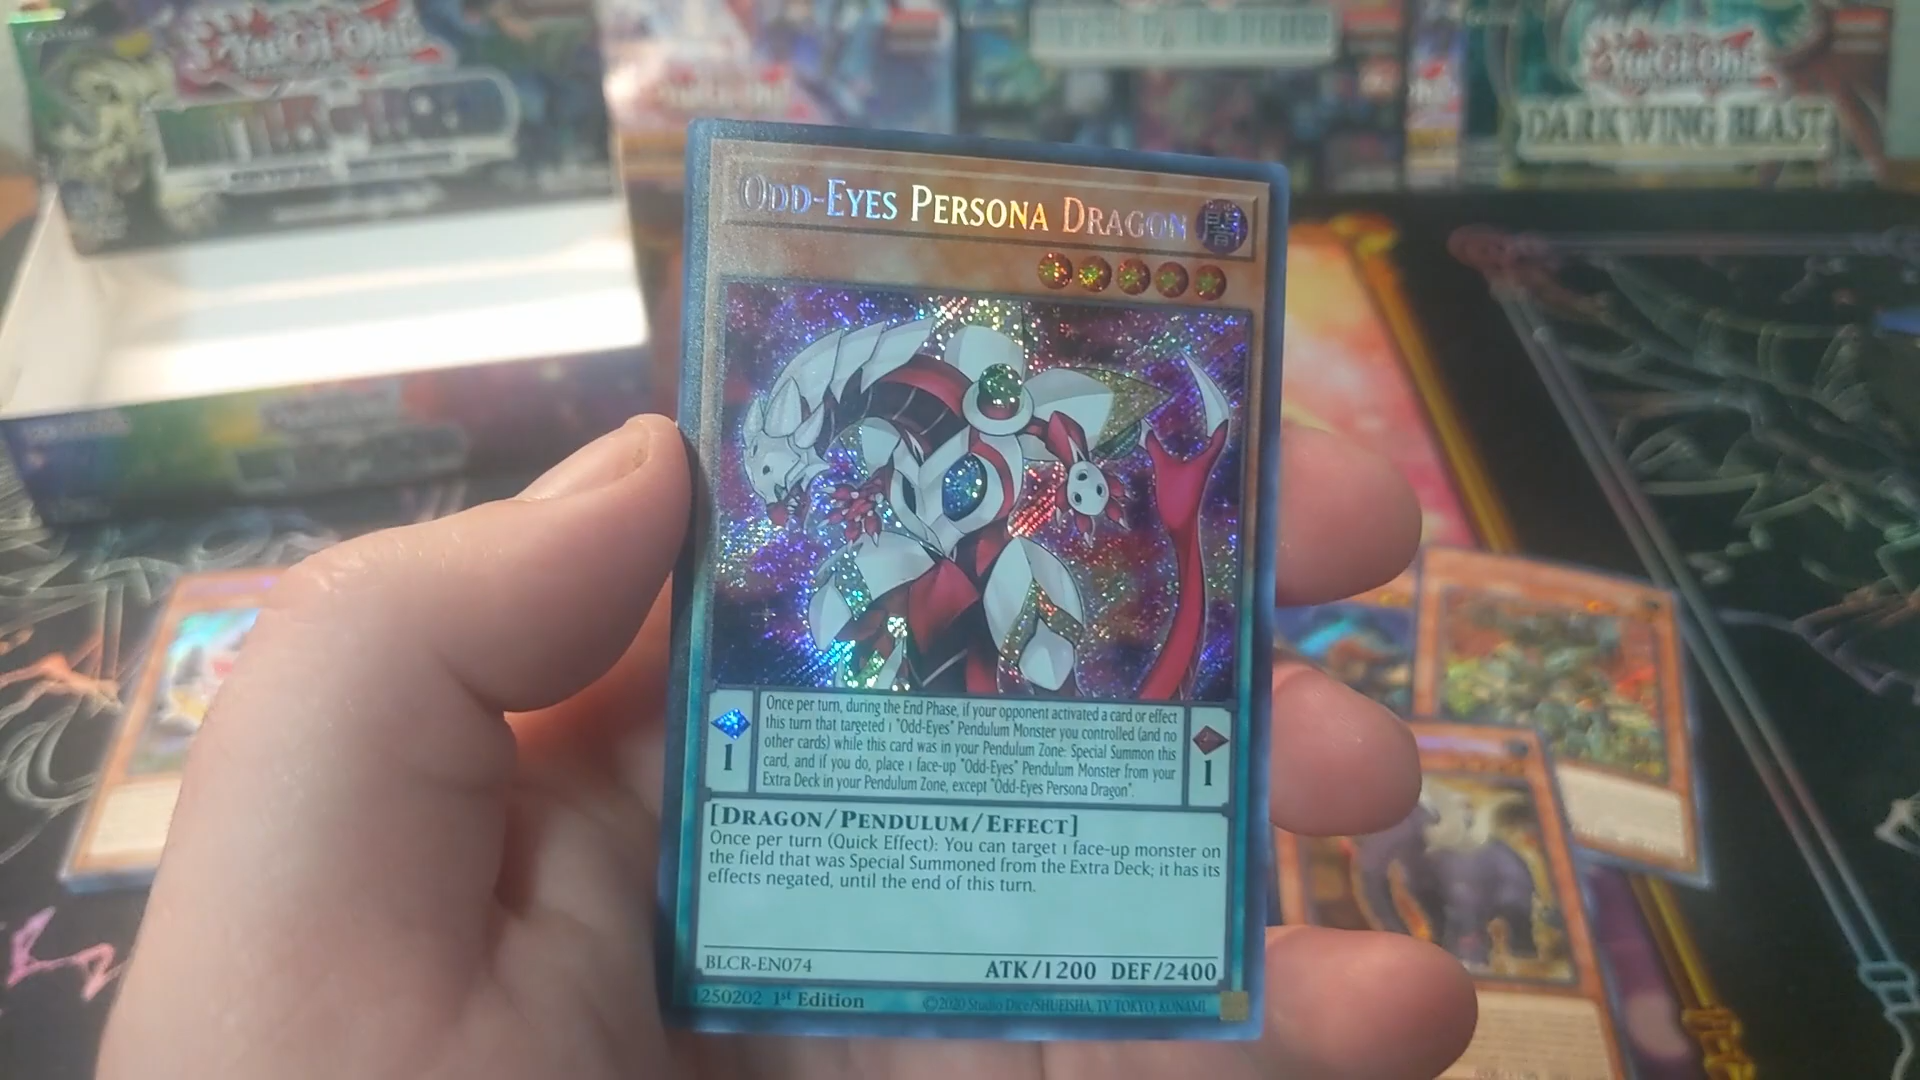 Yu-Gi-Oh!
Yu-Gi-Oh!
DARKWING BLAST
ODD-EYES PERSONA DRAGON
闇
Once per turn, during the End Phase, if your opponent activated a card or effect
this turn that targeted 1 "Odd-Eyes" Pendulum Monster you controlled (and no
other cards) while this card was in your Pendulum Zone: Special Summon this
card, and if you do, place 1 face-up "Odd-Eyes" Pendulum Monster from your
Extra Deck in your Pendulum Zone, except "Odd-Eyes Persona Dragon".
1
1
[DRAGON/PENDULUM/EFFECT]
Once per turn (Quick Effect): You can target 1 face-up monster on
the field that was Special Summoned from the Extra Deck; it has its
effects negated, until the end of this turn.
BLCR-EN074
ATK/1200 DEF/2400
1250202 1st Edition
©2020 Studio Dice/SHUEISHA, TV TOKYO, KONAMI